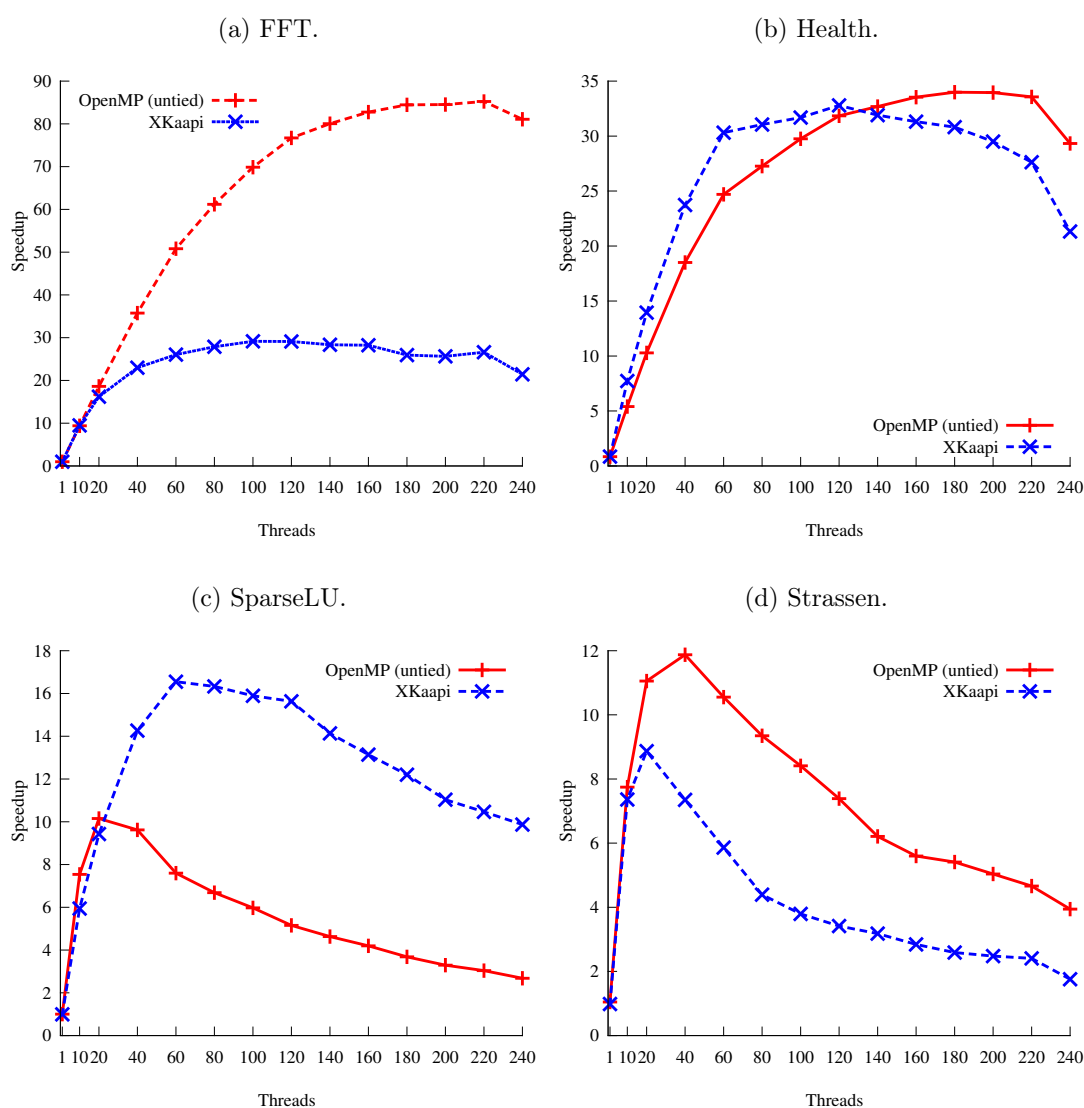 (a) FFT.
OpenMP (untied)
XKaapi
Speedup
90
80
70
60
50
40
30
20
10
0
1 10 20 40 60 80 100 120 140 160 180 200 220 240
Threads
(b) Health.
Speedup
35
30
25
20
15
10
5
0
OpenMP (untied)
XKaapi
1 10 20 40 60 80 100 120 140 160 180 200 220 240
Threads
(c) SparseLU.
OpenMP (untied)
XKaapi
Speedup
18
16
14
12
10
8
6
4
2
0
1 10 20 40 60 80 100 120 140 160 180 200 220 240
Threads
(d) Strassen.
OpenMP (untied)
XKaapi
Speedup
12
10
8
6
4
2
0
1 10 20 40 60 80 100 120 140 160 180 200 220 240
Threads